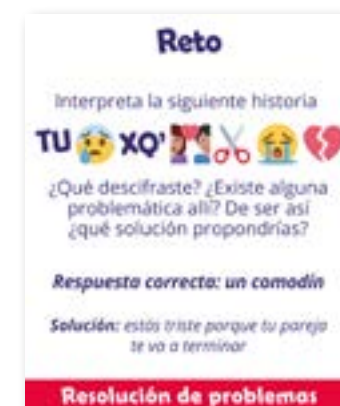 Reto
Interpreta la siguiente historia
TU 😰 XQ' 💇✂️ 😭 💔
¿Qué descifraste? ¿Existe alguna
problemática allí? De ser así
¿qué solución propondrías?
Respuesta correcta: un comodín
Solución: estás triste porque tu pareja
te va a terminar
Resolución de problemas